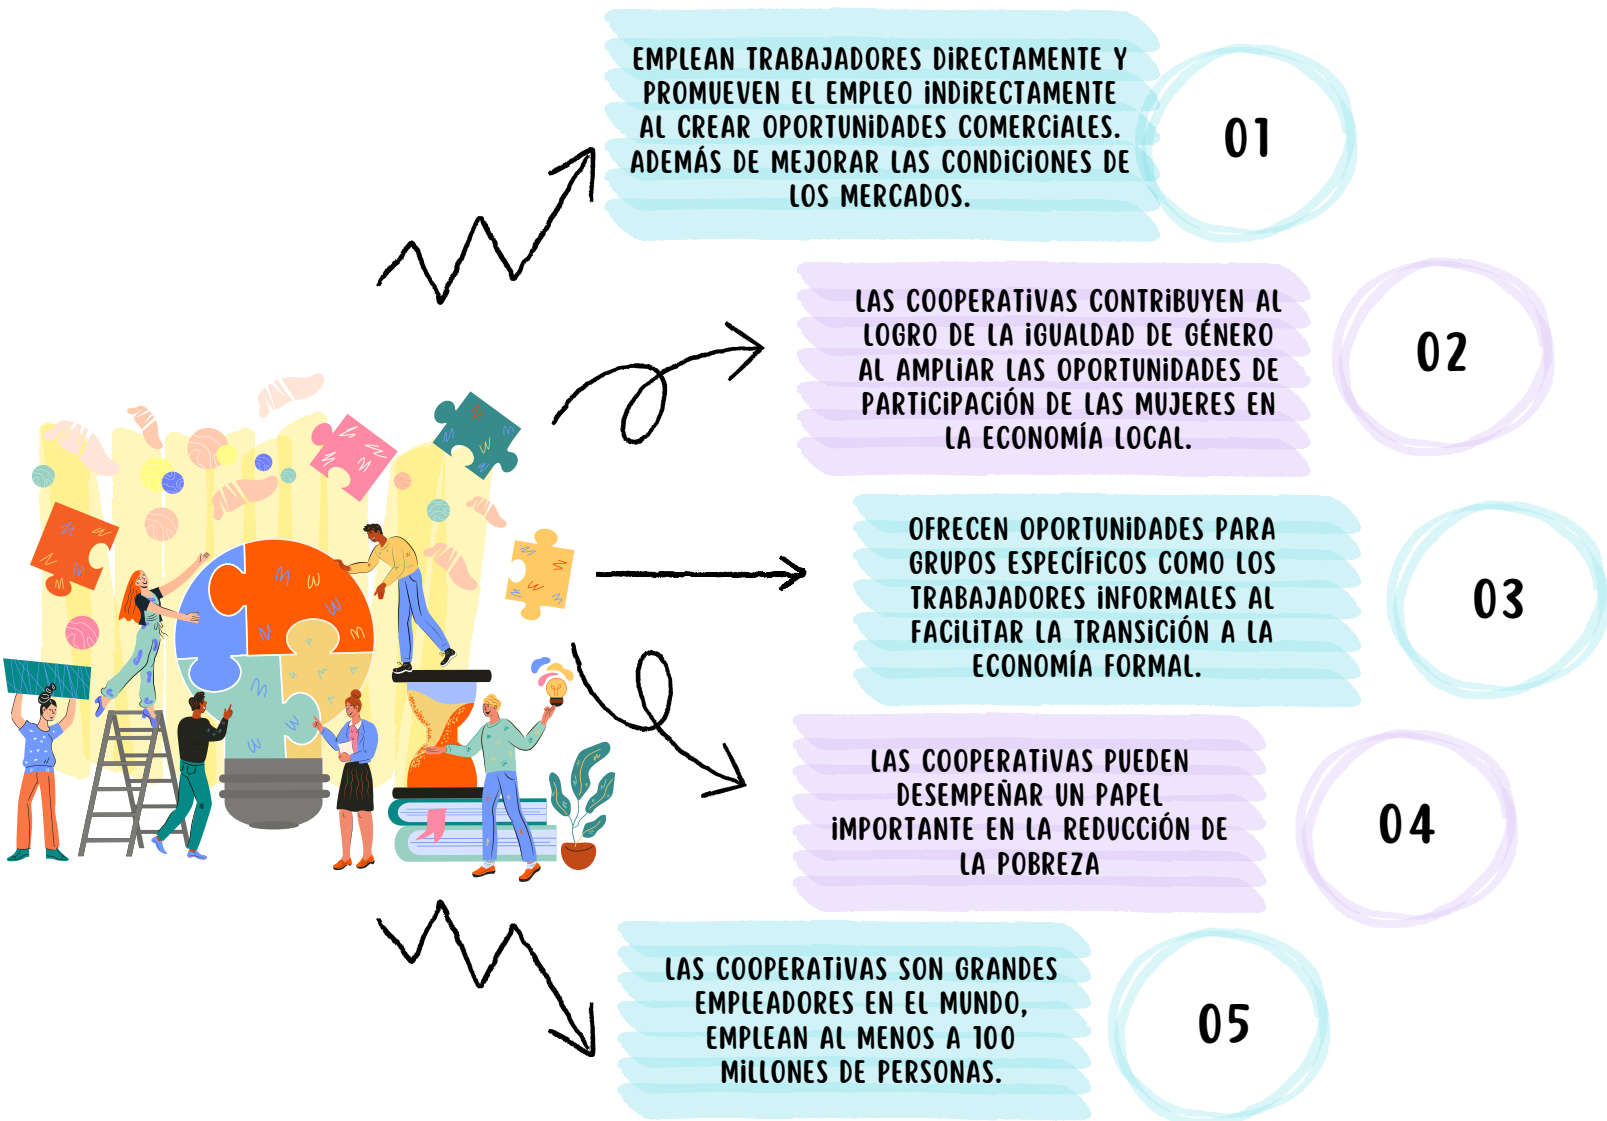 EMPLEAN TRABAJADORES DIRECTAMENTE Y
PROMUEVEN EL EMPLEO INDIRECTAMENTE
AL CREAR OPORTUNIDADES COMERCIALES.
ADEMÁS DE MEJORAR LAS CONDICIONES DE
LOS MERCADOS.
01
LAS COOPERATIVAS CONTRIBUYEN AL
LOGRO DE LA IGUALDAD DE GÉNERO
AL AMPLIAR LAS OPORTUNIDADES DE
PARTICIPACIÓN DE LAS MUJERES EN
LA ECONOMÍA LOCAL.
02
OFRECEN OPORTUNIDADES PARA
GRUPOS ESPECÍFICOS COMO LOS
TRABAJADORES INFORMALES AL
FACILITAR LA TRANSICIÓN A LA
ECONOMÍA FORMAL.
03
LAS COOPERATIVAS PUEDEN
DESEMPEÑAR UN PAPEL
IMPORTANTE EN LA REDUCCIÓN DE
LA POBREZA
04
LAS COOPERATIVAS SON GRANDES
EMPLEADORES EN EL MUNDO,
EMPLEAN AL MENOS A 100
MILLONES DE PERSONAS.
05